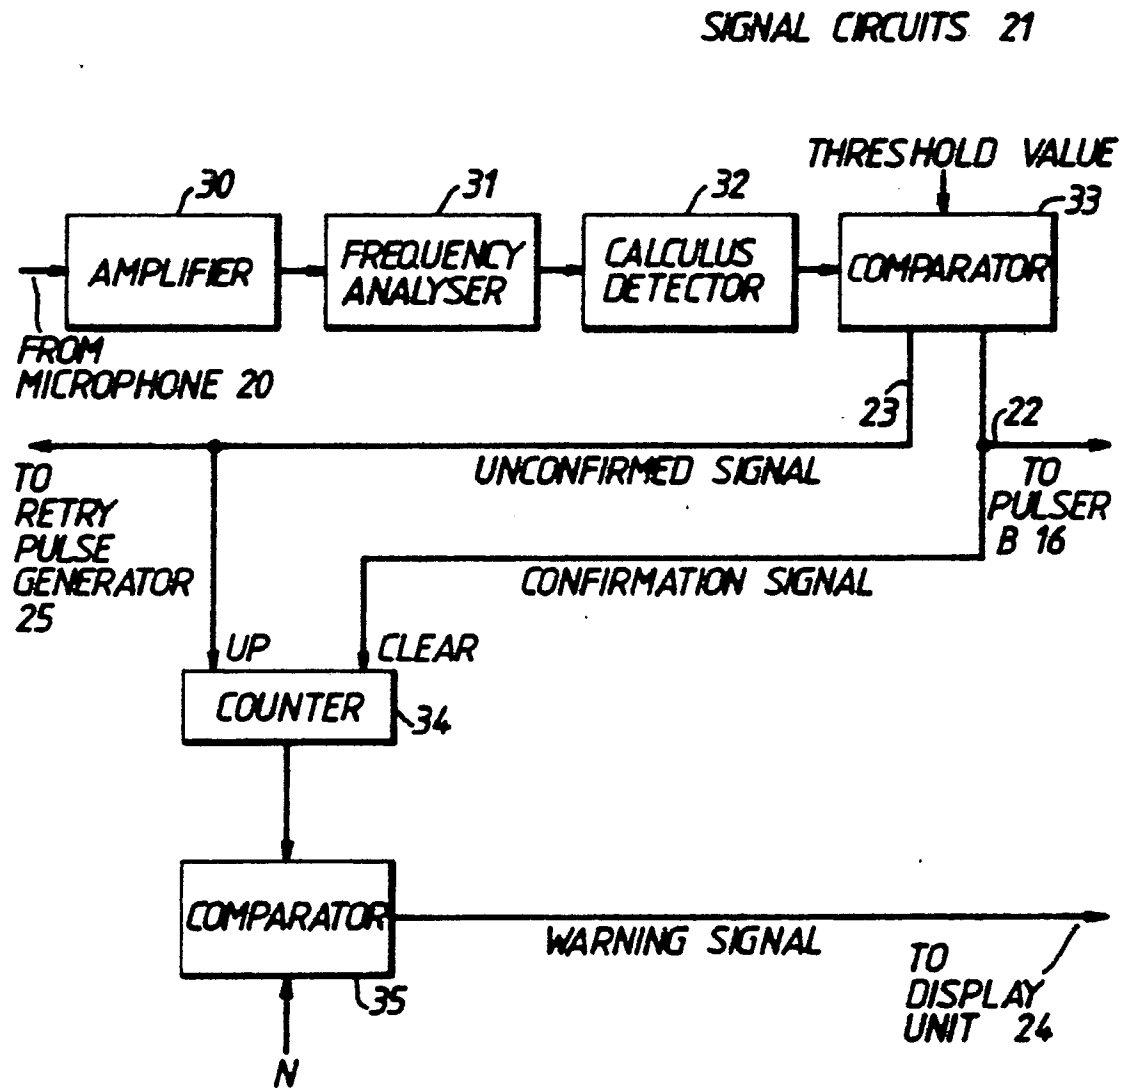 SIGNAL CIRCUITS 21
THRESHOLD VALUE
30
31
32
33
AMPLIFIER
FREQUENCY
ANALYSER
CALCULUS
DETECTOR
COMPARATOR
FROM
MICROPHONE 20
23
22
UNCONFIRMED SIGNAL
TO
RETRY
PULSE
GENERATOR
25
TO
PULSER
B 16
CONFIRMATION SIGNAL
UP
CLEAR
COUNTER
34
COMPARATOR
WARNING SIGNAL
35
TO
DISPLAY
UNIT 24
N